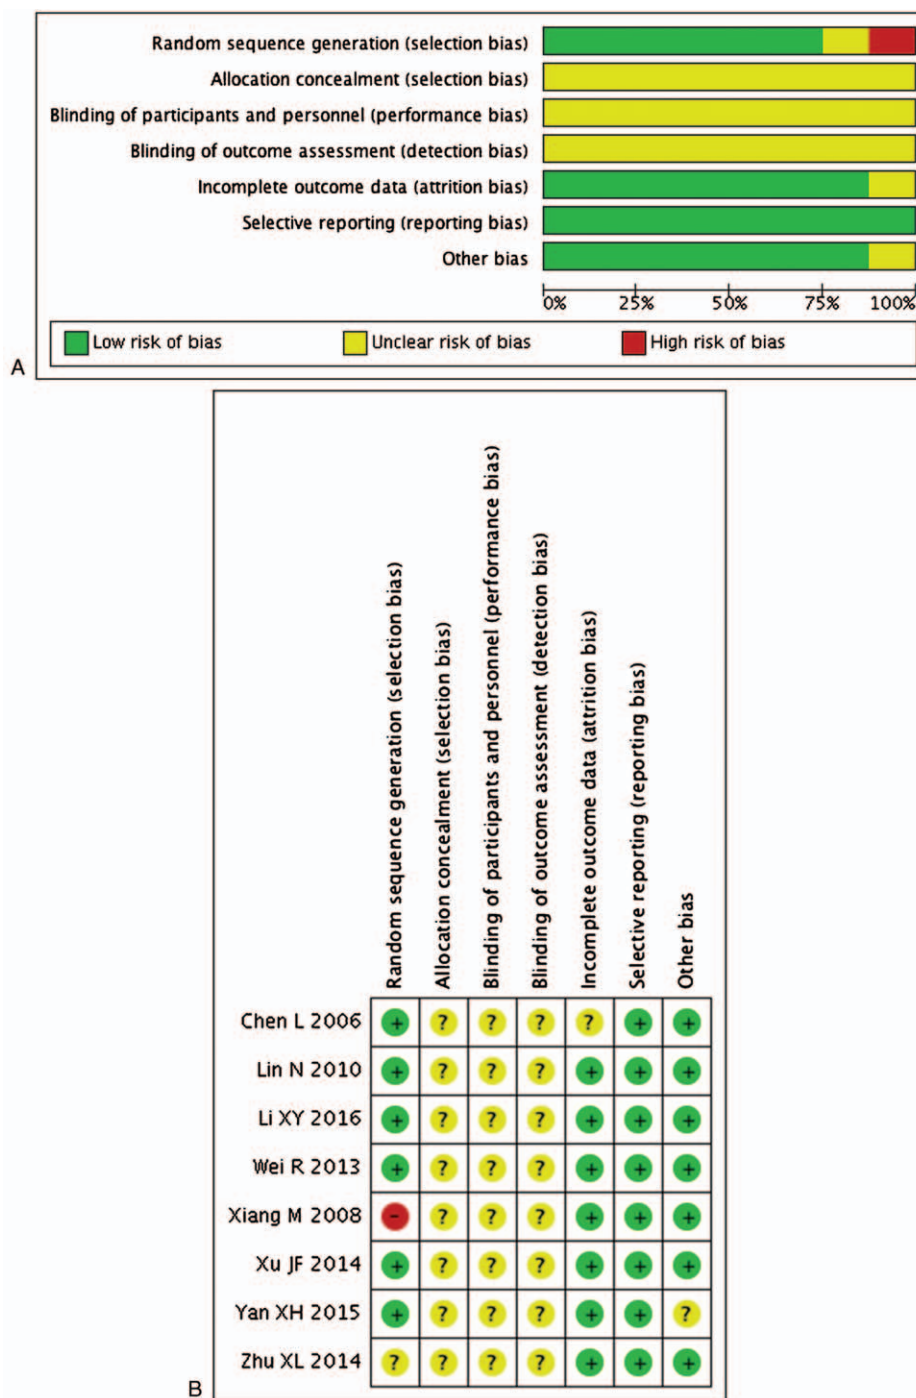 Random sequence generation (selection bias)
Allocation concealment (selection bias)
Blinding of participants and personnel (performance bias)
Blinding of outcome assessment (detection bias)
Incomplete outcome data (attrition bias)
Selective reporting (reporting bias)
Other bias
0% 25% 50% 75% 100%
Low risk of bias Unclear risk of bias High risk of bias
A
Random sequence generation (selection bias)
Allocation concealment (selection bias)
Blinding of participants and personnel (performance bias)
Blinding of outcome assessment (detection bias)
Incomplete outcome data (attrition bias)
Selective reporting (reporting bias)
Other bias
Chen L 2006 + ? ? ? ? + +
Lin N 2010 + ? ? ? + + +
Li XY 2016 + ? ? ? + + +
Wei R 2013 + ? ? ? + + +
Xiang M 2008 - ? ? ? + + +
Xu JF 2014 + ? ? ? + + +
Yan XH 2015 + ? ? ? + + ?
Zhu XL 2014 ? ? ? ? + + +
B